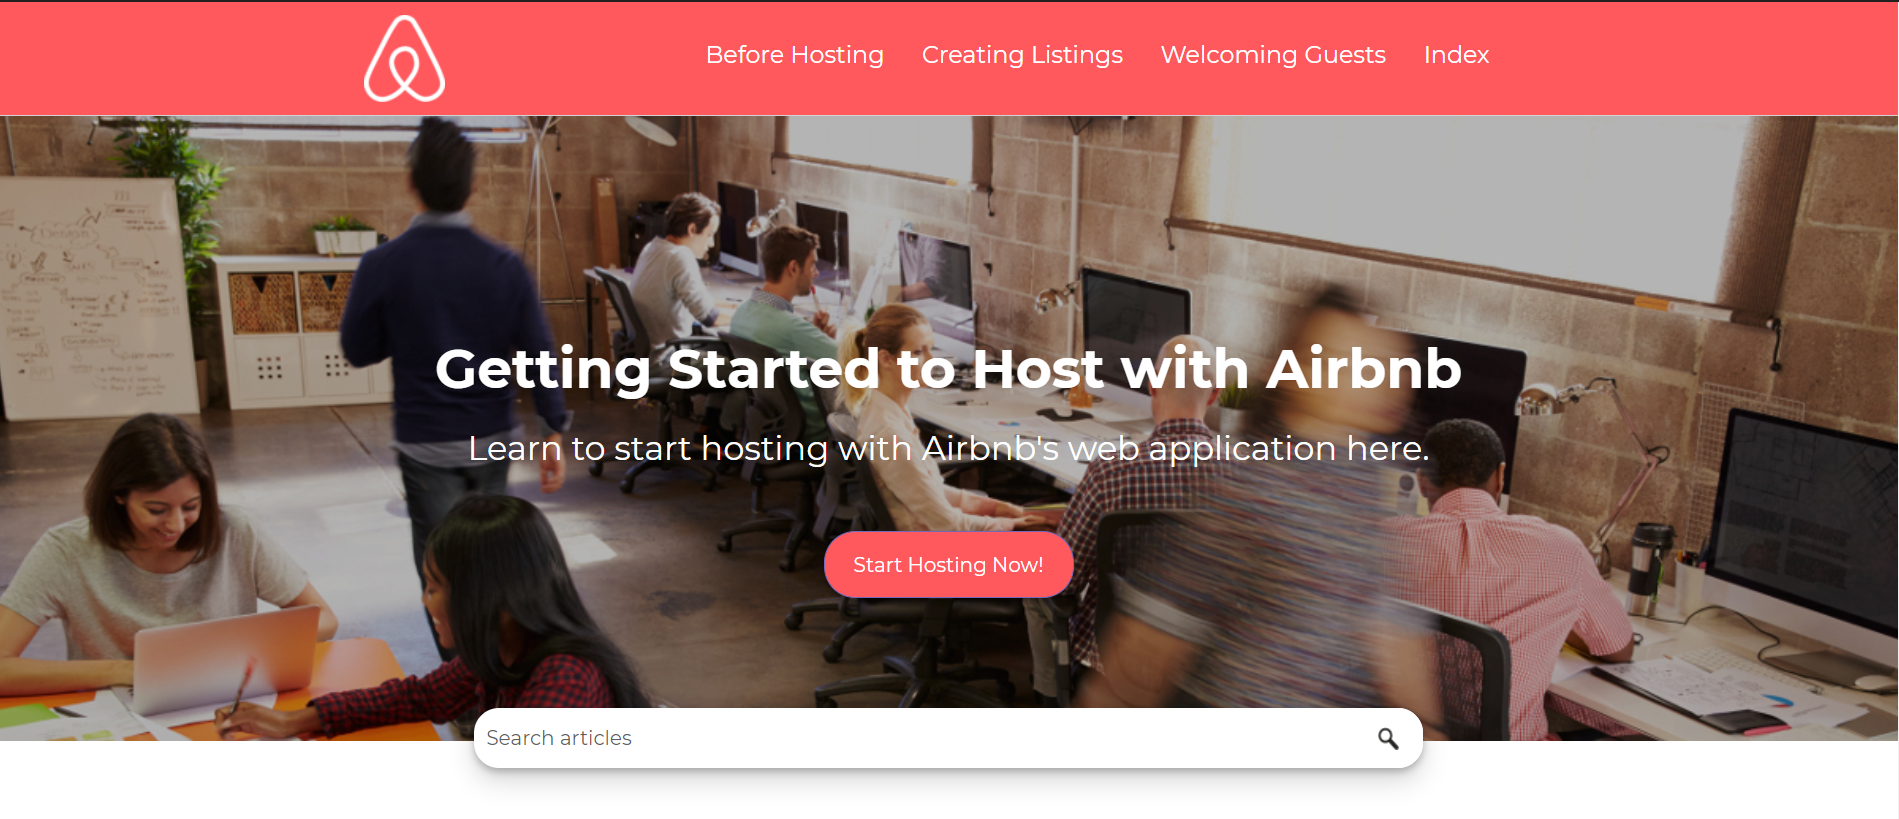 Before Hosting Creating Listings Welcoming Guests Index
Getting Started to Host with Airbnb
Learn to start hosting with Airbnb's web application here.
Start Hosting Now!
Search articles